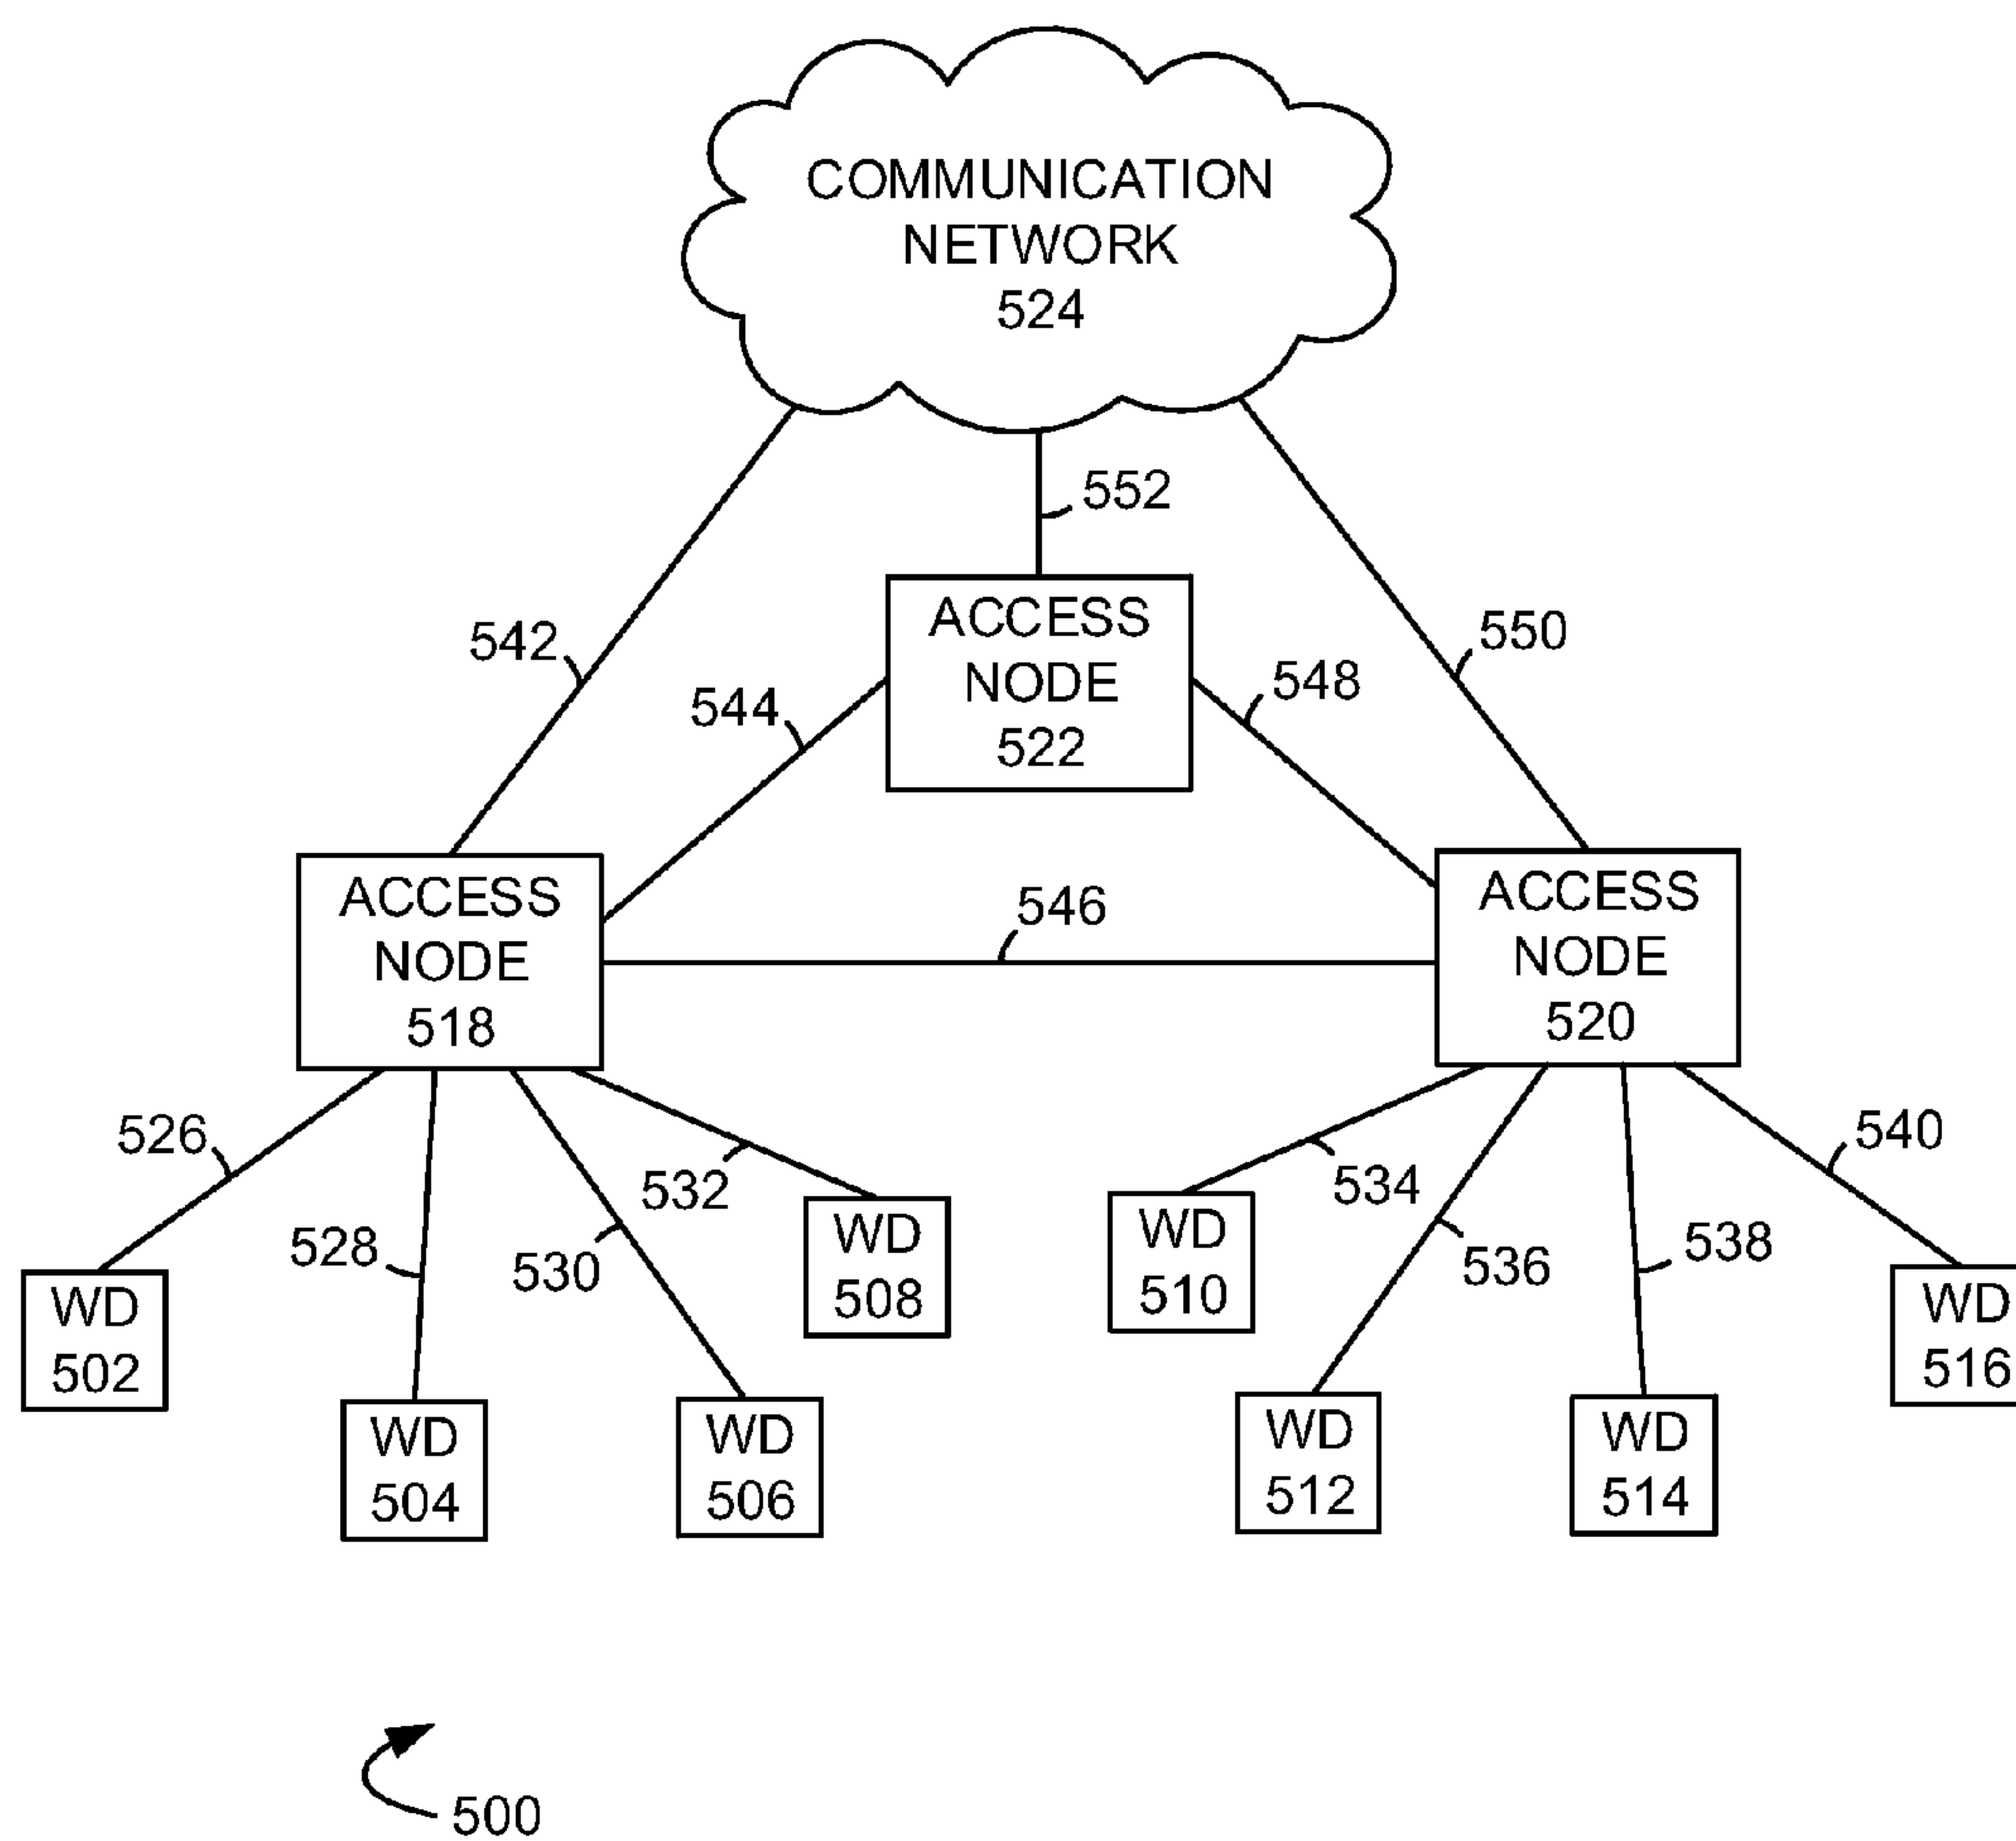 COMMUNICATION
NETWORK
524
552
ACCESS
NODE
522
542
544
548
550
ACCESS
NODE
518
546
ACCESS
NODE
520
526
528
530
532
534
536
538
540
WD
502
WD
504
WD
506
WD
508
WD
510
WD
512
WD
514
WD
516
500